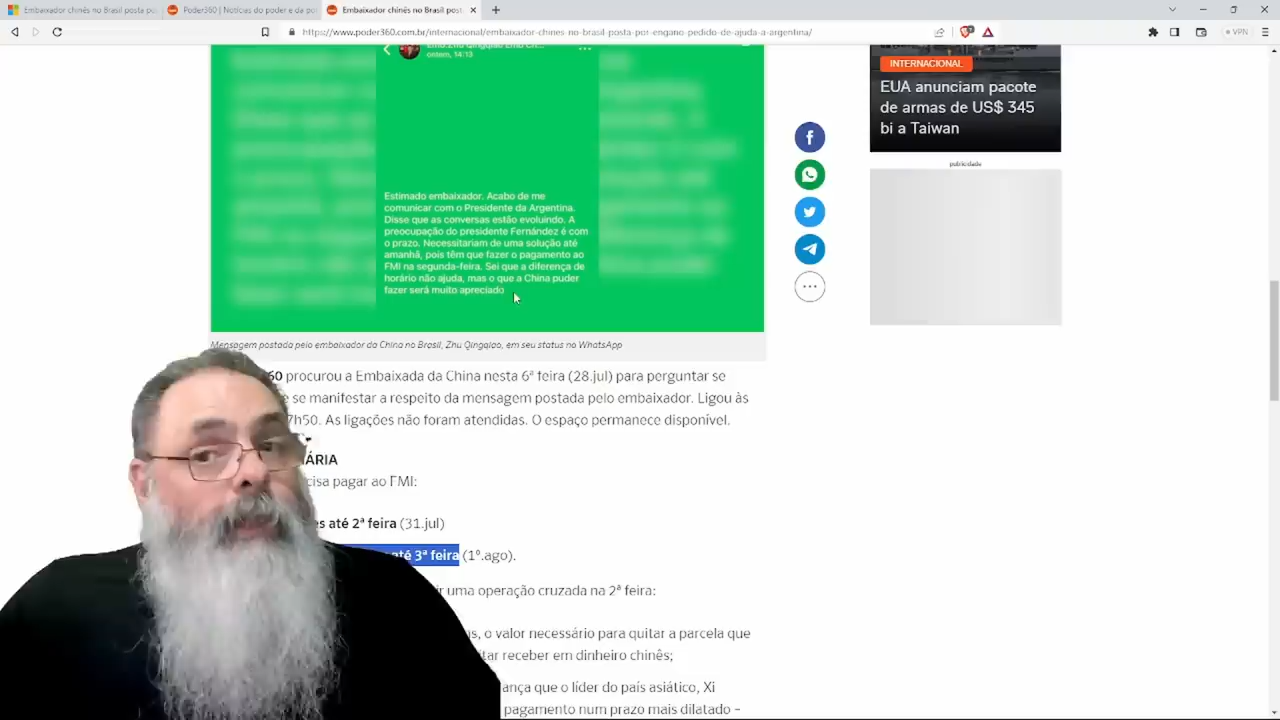 Embaixador chinês no Brasil posta po
Poder360 | Notícias do poder e da po
Embaixador chinês no Brasil post
https://www.poder360.com.br/internacional/embaixador-chines-no-brasil-posta-por-engano-pedido-de-ajuda-a-argentina/
VPN
ontem, 14:13
Estimado embaixador. Acabo de me
comunicar com o Presidente da Argentina.
Disse que as conversas estão evoluindo. A
preocupação do presidente Fernández é com
o prazo. Necessitariam de uma solução até
amanhã, pois têm que fazer o pagamento ao
FMI na segunda-feira. Sei que a diferença de
horário não ajuda, mas o que a China puder
fazer será muito apreciado
Mensagem postada pelo embaixador da China no Brasil, Zhu Qingqiao, em seu status no WhatsApp
60 procurou a Embaixada da China nesta 6ª feira (28.jul) para perguntar se
e se manifestar a respeito da mensagem postada pelo embaixador. Ligou às
7h50. As ligações não foram atendidas. O espaço permanece disponível.
ÁRIA
cisa pagar ao FMI:
es até 2ª feira (31.jul)
até 3ª feira (1º.ago).
ir uma operação cruzada na 2ª feira:
s, o valor necessário para quitar a parcela que
tar receber em dinheiro chinês;
ança que o líder do país asiático, Xi
pagamento num prazo mais dilatado –
INTERNACIONAL
EUA anunciam pacote
de armas de US$ 345
bi a Taiwan
publicidade